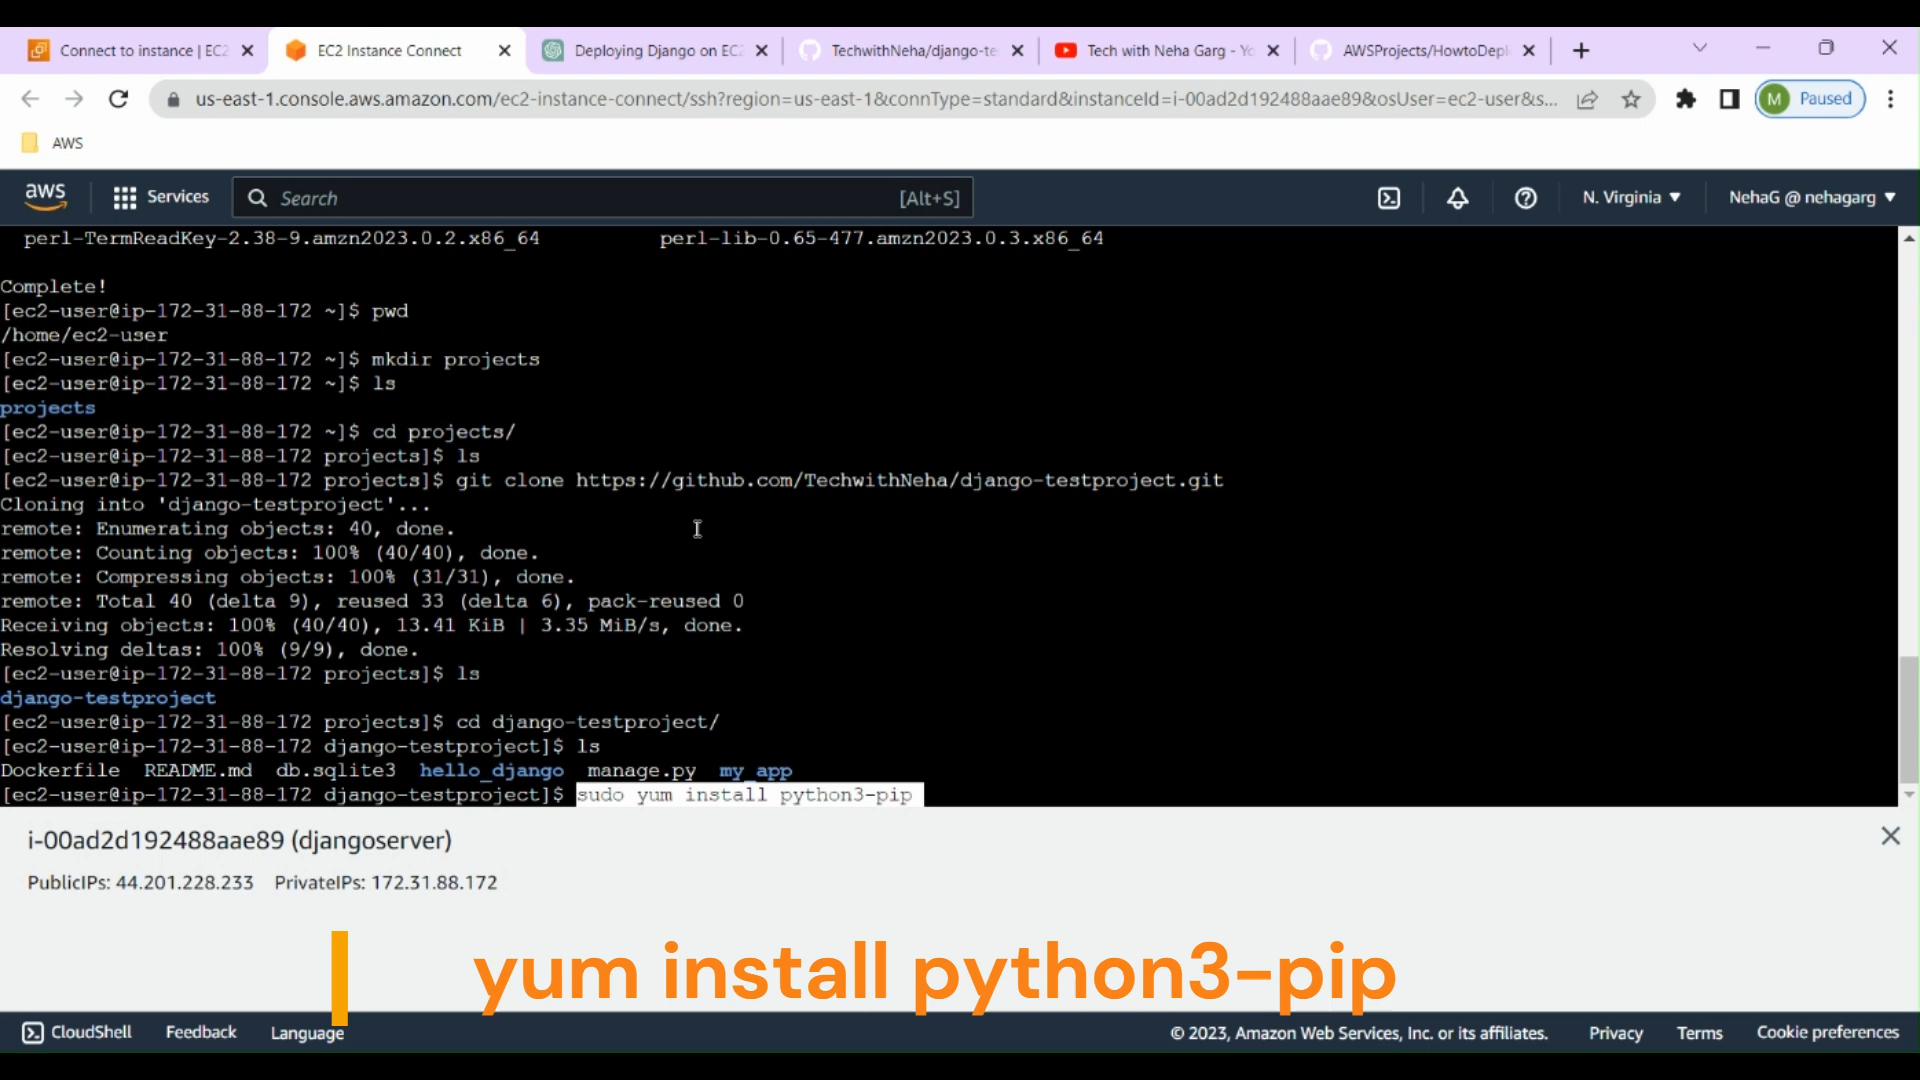 Connect to instance | EC2
EC2 Instance Connect
Deploying Django on EC2
TechwithNeha/django-te
Tech with Neha Garg - Yo
AWSProjects/HowtoDepl
us-east-1.console.aws.amazon.com/ec2-instance-connect/ssh?region=us-east-1&connType=standard&instanceId=i-00ad2d192488aae89&osUser=ec2-user&s...
M Paused
AWS
aws Services Search [Alt+S] N. Virginia NehaG @ nehagarg
perl-TermReadKey-2.38-9.amzn2023.0.2.x86_64 perl-lib-0.65-477.amzn2023.0.3.x86_64
Complete!
[ec2-user@ip-172-31-88-172 ~]$ pwd
/home/ec2-user
[ec2-user@ip-172-31-88-172 ~]$ mkdir projects
[ec2-user@ip-172-31-88-172 ~]$ ls
projects
[ec2-user@ip-172-31-88-172 ~]$ cd projects/
[ec2-user@ip-172-31-88-172 projects]$ ls
[ec2-user@ip-172-31-88-172 projects]$ git clone https://github.com/TechwithNeha/django-testproject.git
Cloning into 'django-testproject'...
remote: Enumerating objects: 40, done.
remote: Counting objects: 100% (40/40), done.
remote: Compressing objects: 100% (31/31), done.
remote: Total 40 (delta 9), reused 33 (delta 6), pack-reused 0
Receiving objects: 100% (40/40), 13.41 KiB | 3.35 MiB/s, done.
Resolving deltas: 100% (9/9), done.
[ec2-user@ip-172-31-88-172 projects]$ ls
django-testproject
[ec2-user@ip-172-31-88-172 projects]$ cd django-testproject/
[ec2-user@ip-172-31-88-172 django-testproject]$ ls
Dockerfile README.md db.sqlite3 hello_django manage.py my_app
[ec2-user@ip-172-31-88-172 django-testproject]$ sudo yum install python3-pip
i-00ad2d192488aae89 (djangoserver)
PublicIPs: 44.201.228.233 PrivateIPs: 172.31.88.172
yum install python3-pip
CloudShell Feedback Language © 2023, Amazon Web Services, Inc. or its affiliates. Privacy Terms Cookie preferences